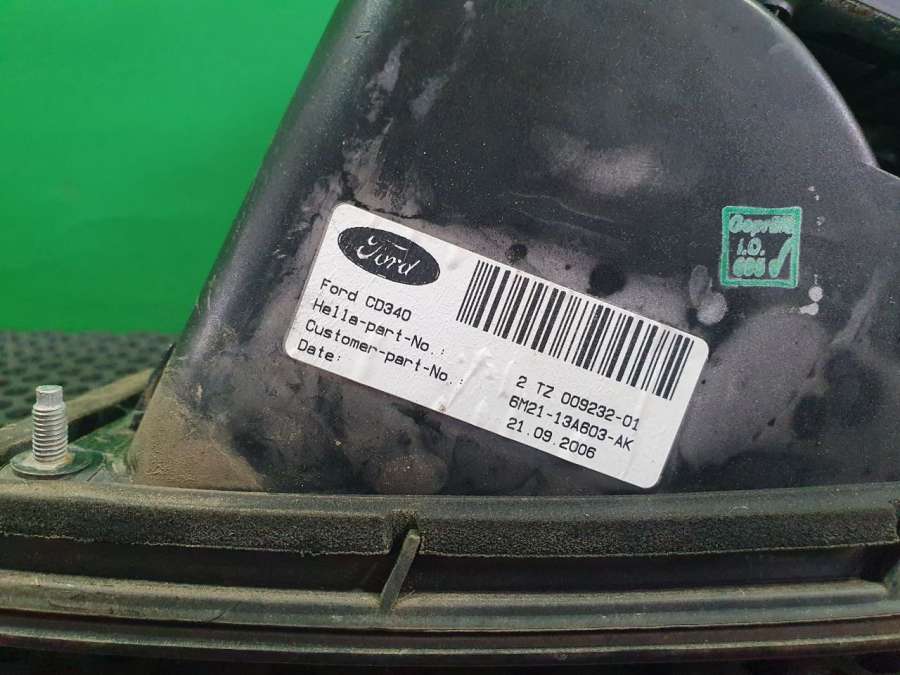 Ford
Ford CD340
Hella-part-No.: 2 TZ 009232-01
Customer-part-No.: 6M21-13A603-AK
Date: 21.09.2006
Geprüft
i.O.